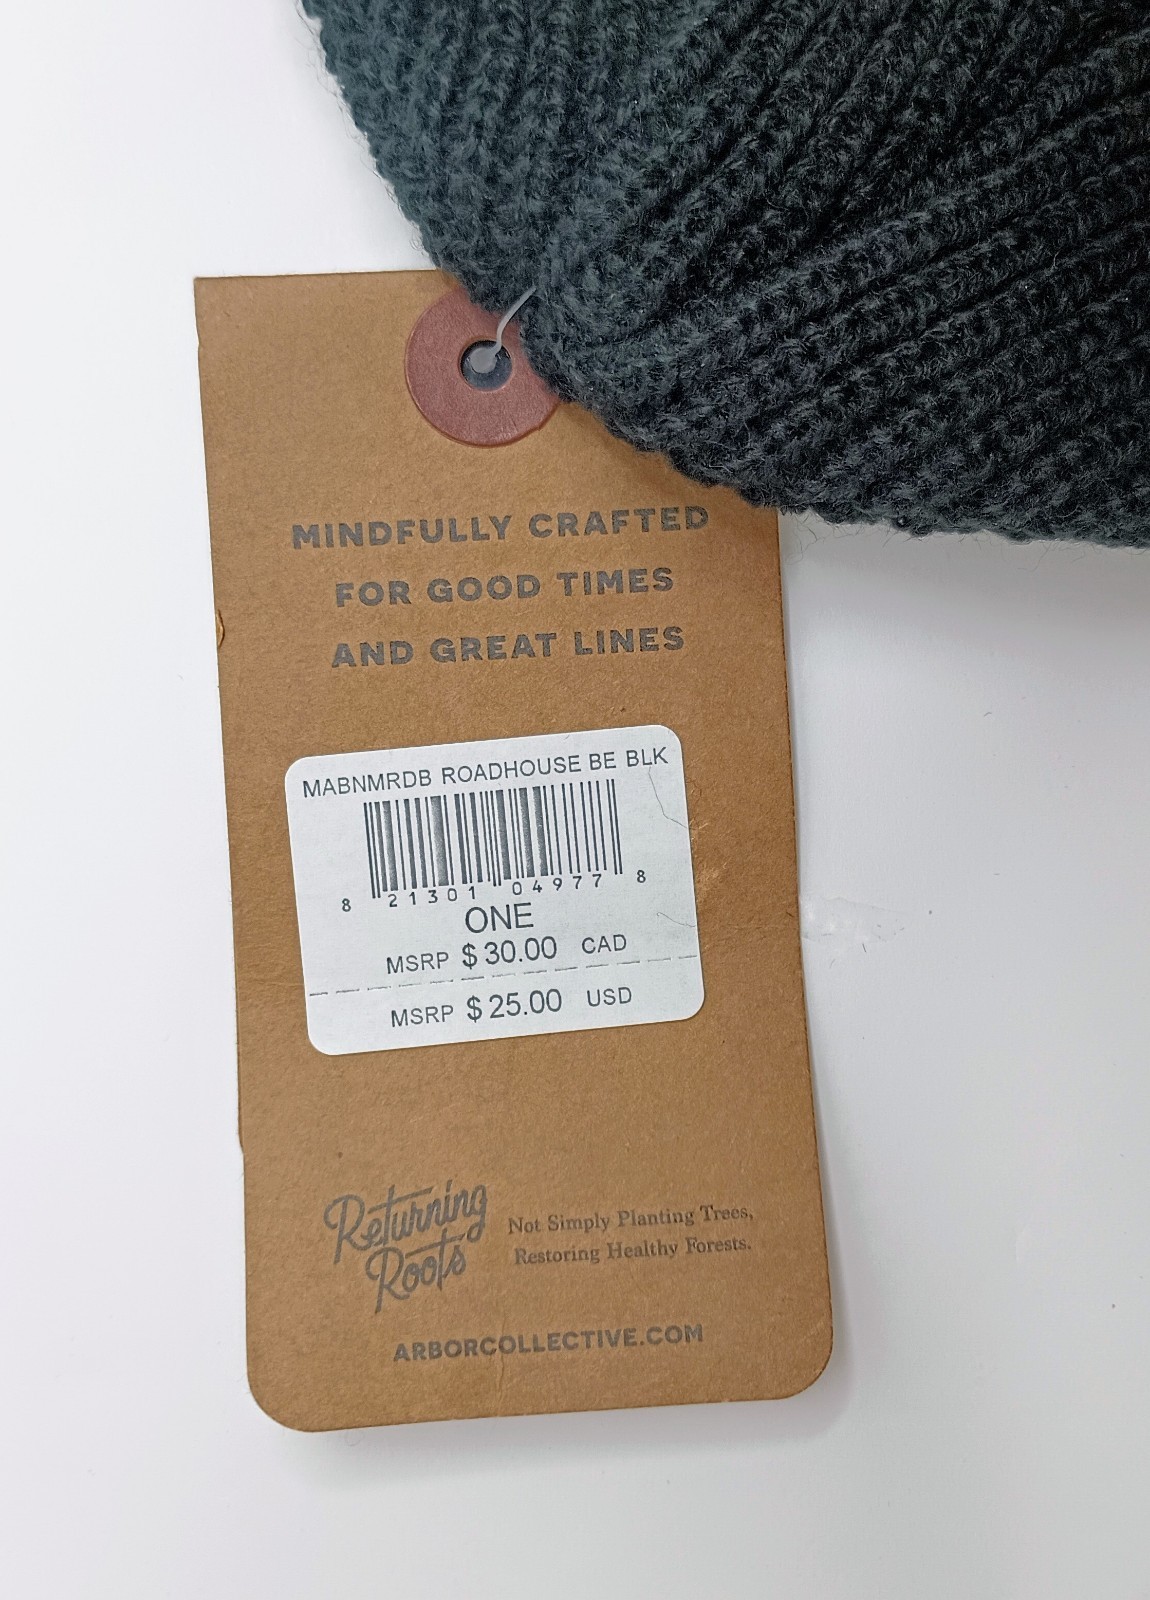 MINDFULLY CRAFTED
FOR GOOD TIMES
AND GREAT LINES
MABNMRDB ROADHOUSE BE BLK
8 21301 04977 8
ONE
MSRP $30.00 CAD
MSRP $25.00 USD
Returning
Roots
Not Simply Planting Trees,
Restoring Healthy Forests.
ARBORCOLLECTIVE.COM